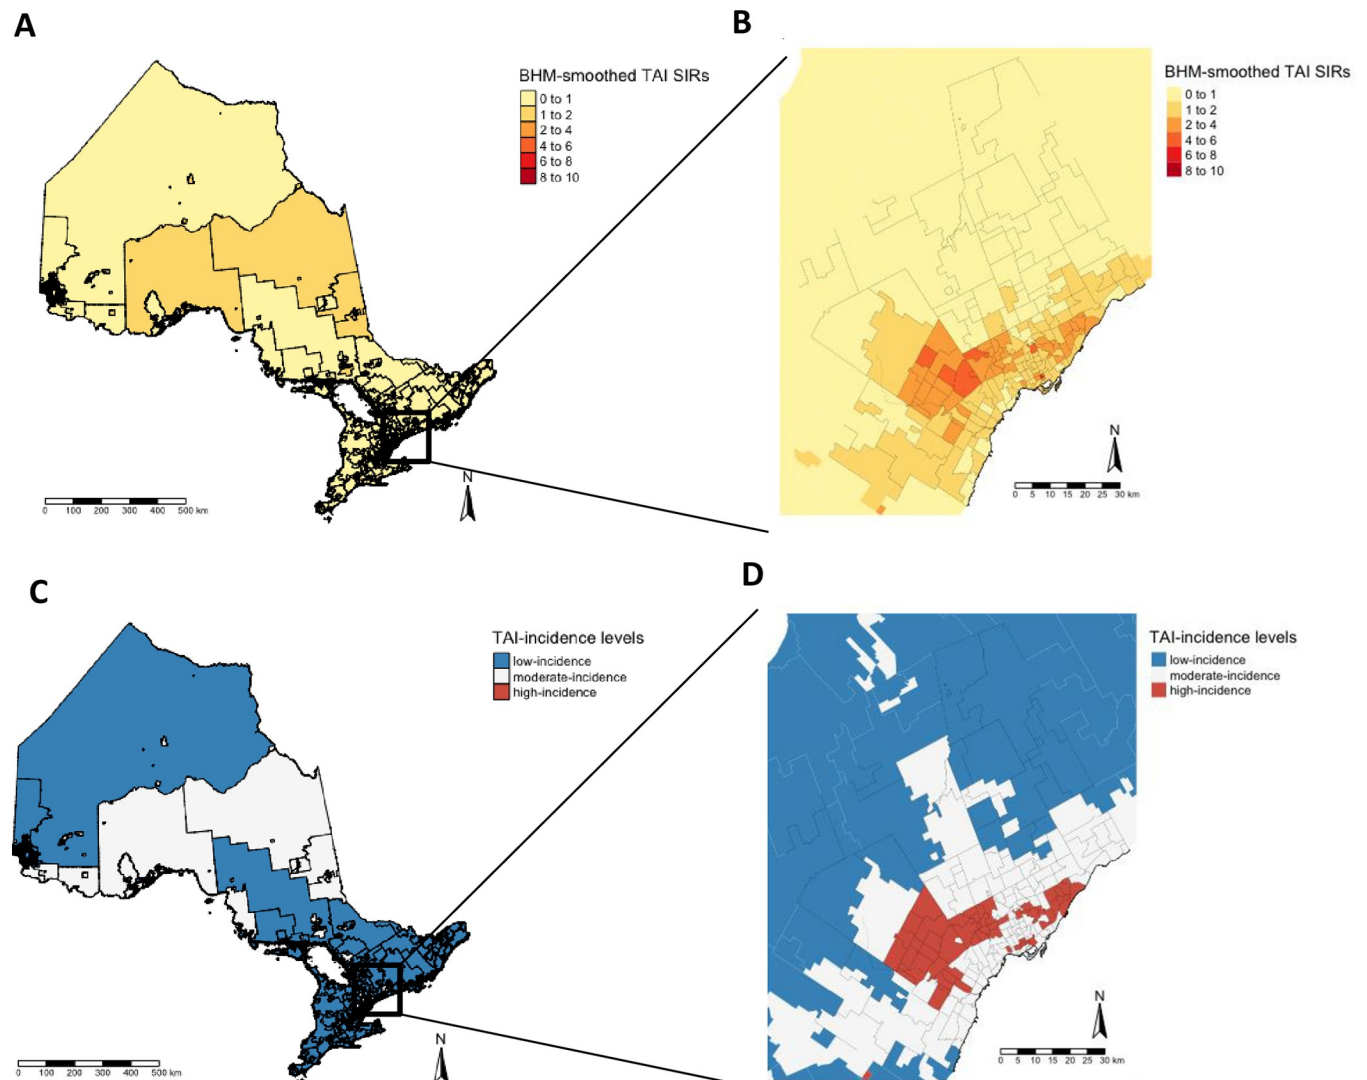 A
BHM-smoothed TAI SIRs
0 to 1
1 to 2
2 to 4
4 to 6
6 to 8
8 to 10
N
0 100 200 300 400 500 km
B
BHM-smoothed TAI SIRs
0 to 1
1 to 2
2 to 4
4 to 6
6 to 8
8 to 10
N
0 5 10 15 20 25 30 km
C
TAI-incidence levels
low-incidence
moderate-incidence
high-incidence
N
0 100 200 300 400 500 km
D
TAI-incidence levels
low-incidence
moderate-incidence
high-incidence
N
0 5 10 15 20 25 30 km